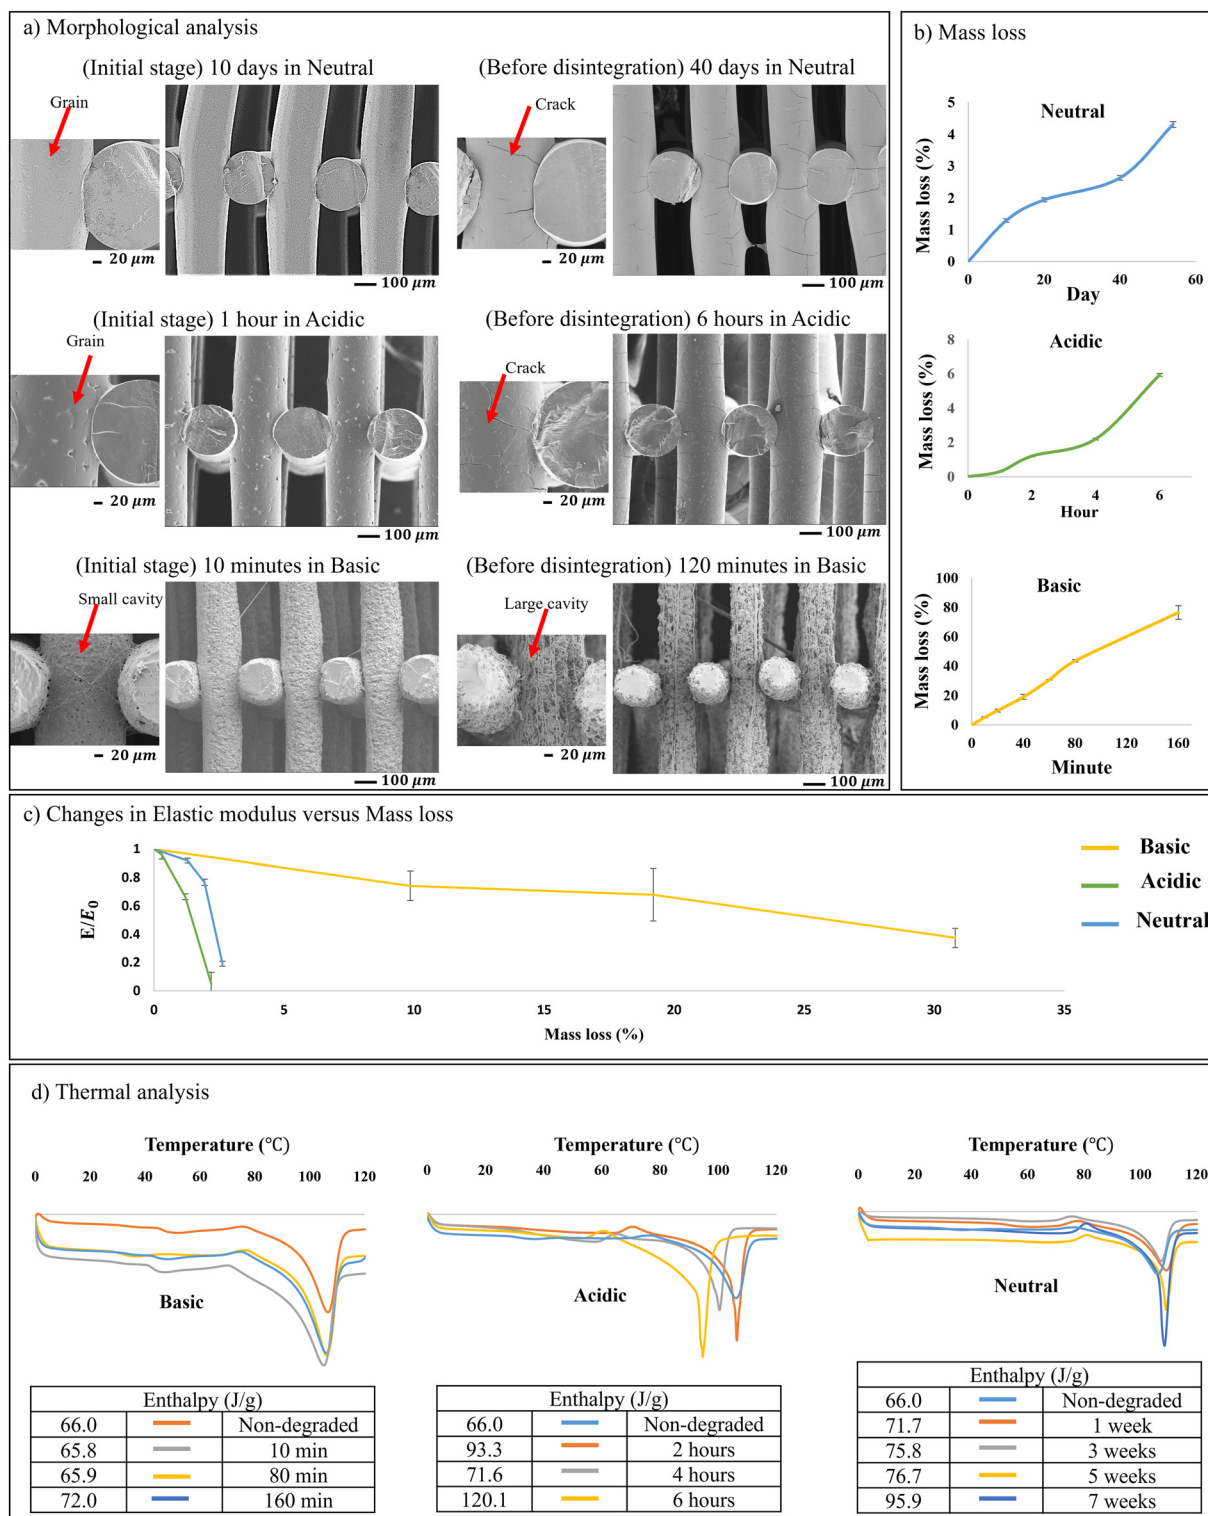 a) Morphological analysis
(Initial stage) 10 days in Neutral
(Before disintegration) 40 days in Neutral
Grain
Crack
20 μm
100 μm
20 μm
100 μm
(Initial stage) 1 hour in Acidic
(Before disintegration) 6 hours in Acidic
Grain
Crack
20 μm
100 μm
20 μm
100 μm
(Initial stage) 10 minutes in Basic
(Before disintegration) 120 minutes in Basic
Small cavity
Large cavity
20 μm
100 μm
20 μm
100 μm
b) Mass loss
Neutral
Mass loss (%)
5
4
3
2
1
0
0 20 40 60
Day
Acidic
Mass loss (%)
8
6
4
2
0
0 2 4 6
Hour
Basic
Mass loss (%)
100
80
60
40
20
0
0 40 80 120 160
Minute
c) Changes in Elastic modulus versus Mass loss
E/E0
1
0.8
0.6
0.4
0.2
0
0 5 10 15 20 25 30 35
Mass loss (%)
Basic
Acidic
Neutral
d) Thermal analysis
Temperature (℃)
0 20 40 60 80 100 120
Basic
Enthalpy (J/g)
66.0 Non-degraded
65.8 10 min
65.9 80 min
72.0 160 min
Temperature (℃)
0 20 40 60 80 100 120
Acidic
Enthalpy (J/g)
66.0 Non-degraded
93.3 2 hours
71.6 4 hours
120.1 6 hours
Temperature (℃)
0 20 40 60 80 100 120
Neutral
Enthalpy (J/g)
66.0 Non-degraded
71.7 1 week
75.8 3 weeks
76.7 5 weeks
95.9 7 weeks